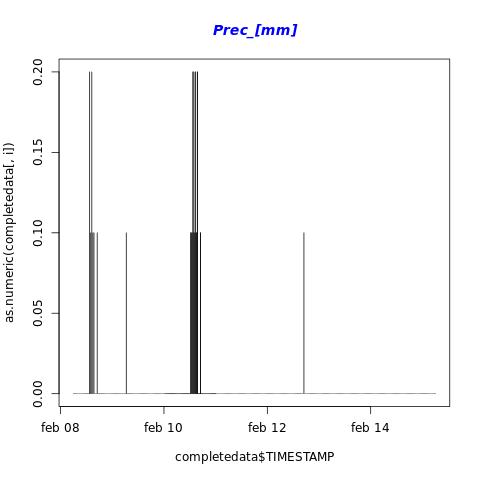 Prec_[mm]
as.numeric(completedata[, i])
0.20
0.15
0.10
0.05
0.00
feb 08 feb 10 feb 12 feb 14
completedata$TIMESTAMP